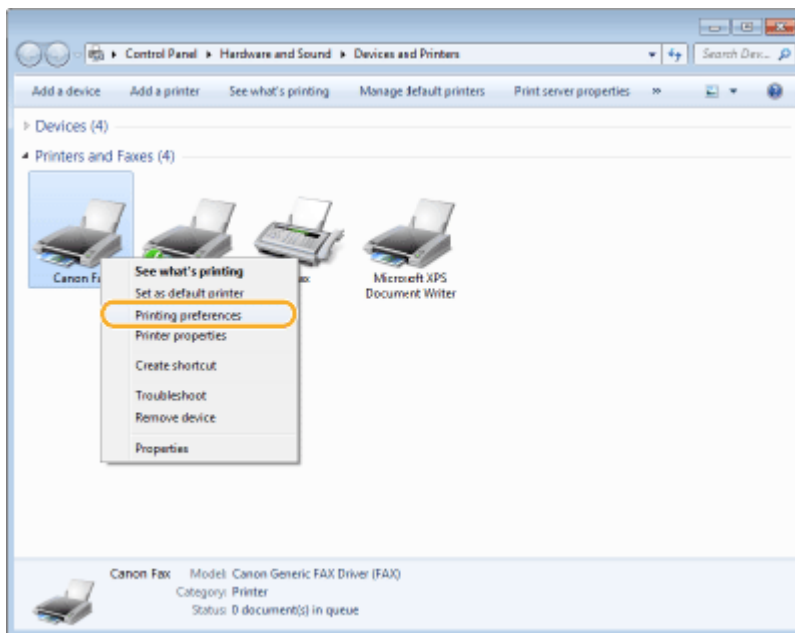 Control Panel ▸ Hardware and Sound ▸ Devices and Printers
Search Dev...
Add a device Add a printer See what's printing Manage default printers Print server properties »
Devices (4)
Printers and Faxes (4)
Canon Fa
ax
Microsoft XPS
Document Writer
See what's printing
Set as default printer
Printing preferences
Printer properties
Create shortcut
Troubleshoot
Remove device
Properties
Canon Fax Model: Canon Generic FAX Driver (FAX)
Category: Printer
Status: 0 document(s) in queue